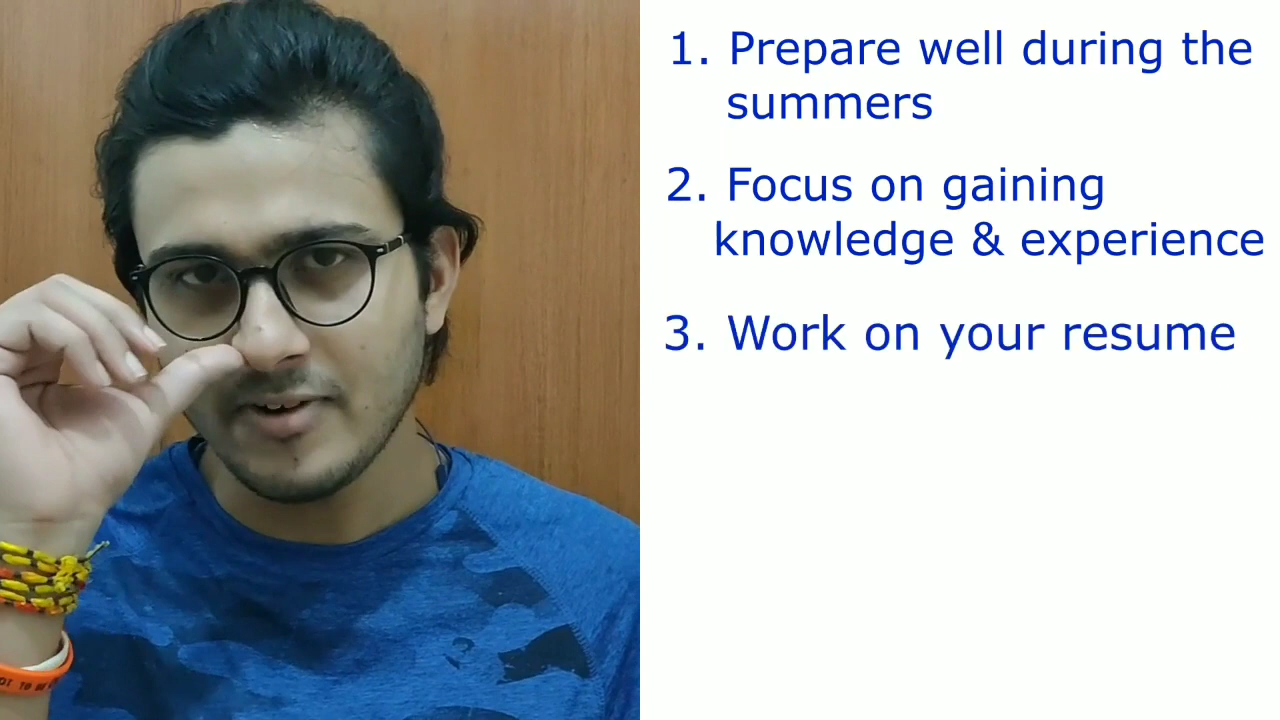 1. Prepare well during the
summers
2. Focus on gaining
knowledge & experience
3. Work on your resume